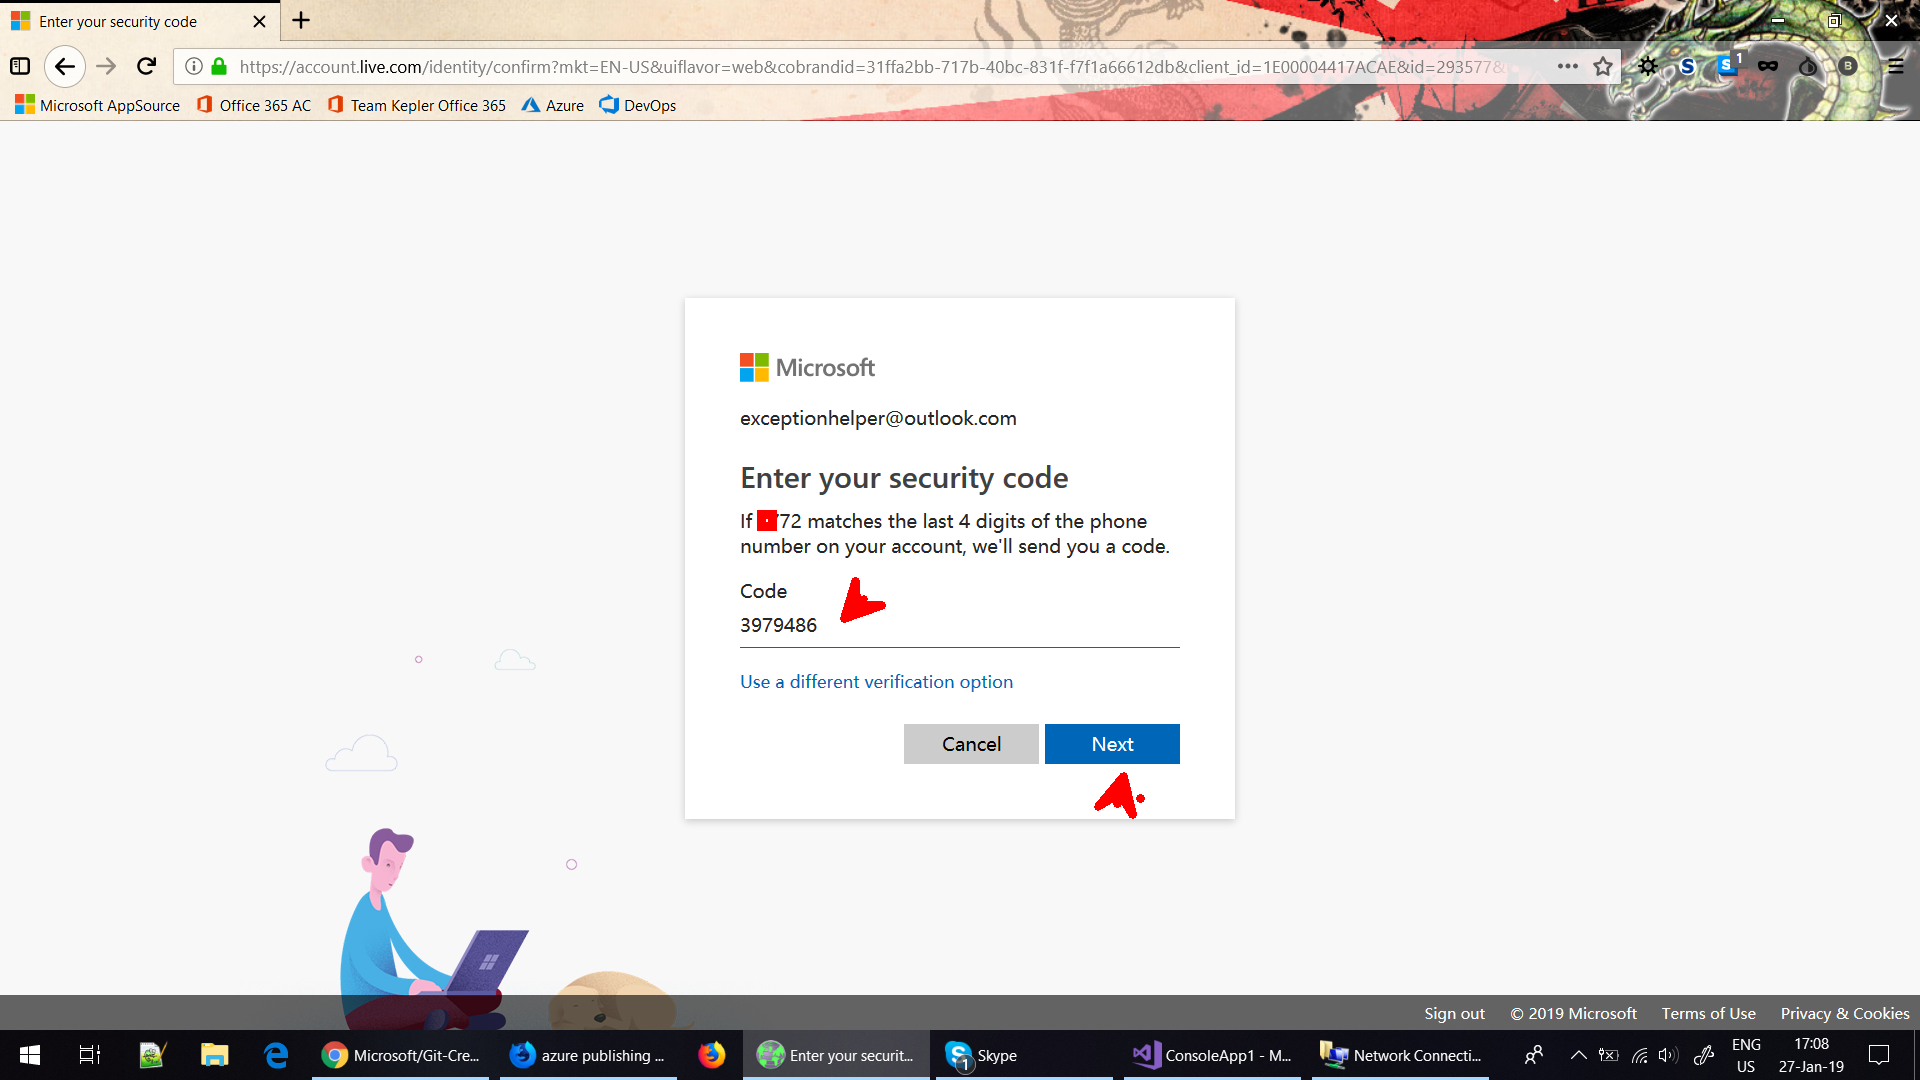 Enter your security code
https://account.live.com/identity/confirm?mkt=EN-US&uiflavor=web&cobrandid=31ffa2bb-717b-40bc-831f-f7f1a66612db&client_id=1E00004417ACAE&id=293577&
S
S 1
B
Microsoft AppSource
Office 365 AC
Team Kepler Office 365
Azure
DevOps
Microsoft
exceptionhelper@outlook.com
Enter your security code
If 72 matches the last 4 digits of the phone
number on your account, we'll send you a code.
Code
3979486
Use a different verification option
Cancel
Next
Sign out
© 2019 Microsoft
Terms of Use
Privacy & Cookies
Microsoft/Git-Cre...
azure publishing ...
Enter your securit...
1
Skype
ConsoleApp1 - M...
Network Connecti...
ENG
US
17:08
27-Jan-19